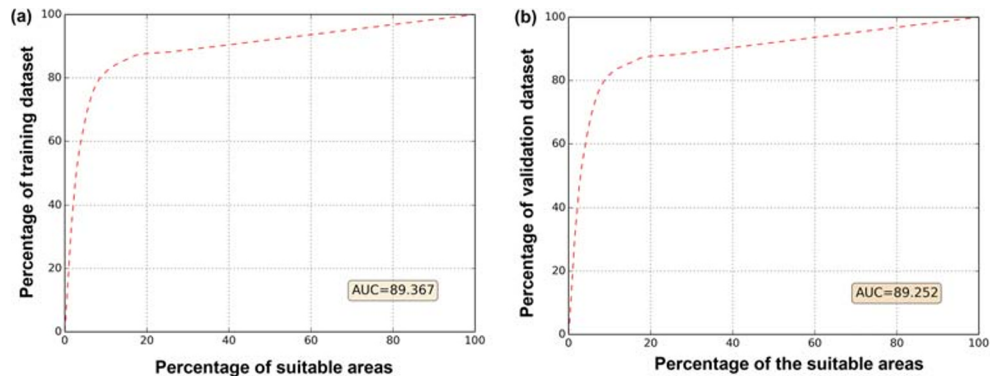 (a)
Percentage of training dataset
100
80
60
40
20
0
0 20 40 60 80 100
AUC=89.367
Percentage of suitable areas
(b)
Percentage of validation dataset
100
80
60
40
20
0
0 20 40 60 80 100
AUC=89.252
Percentage of the suitable areas